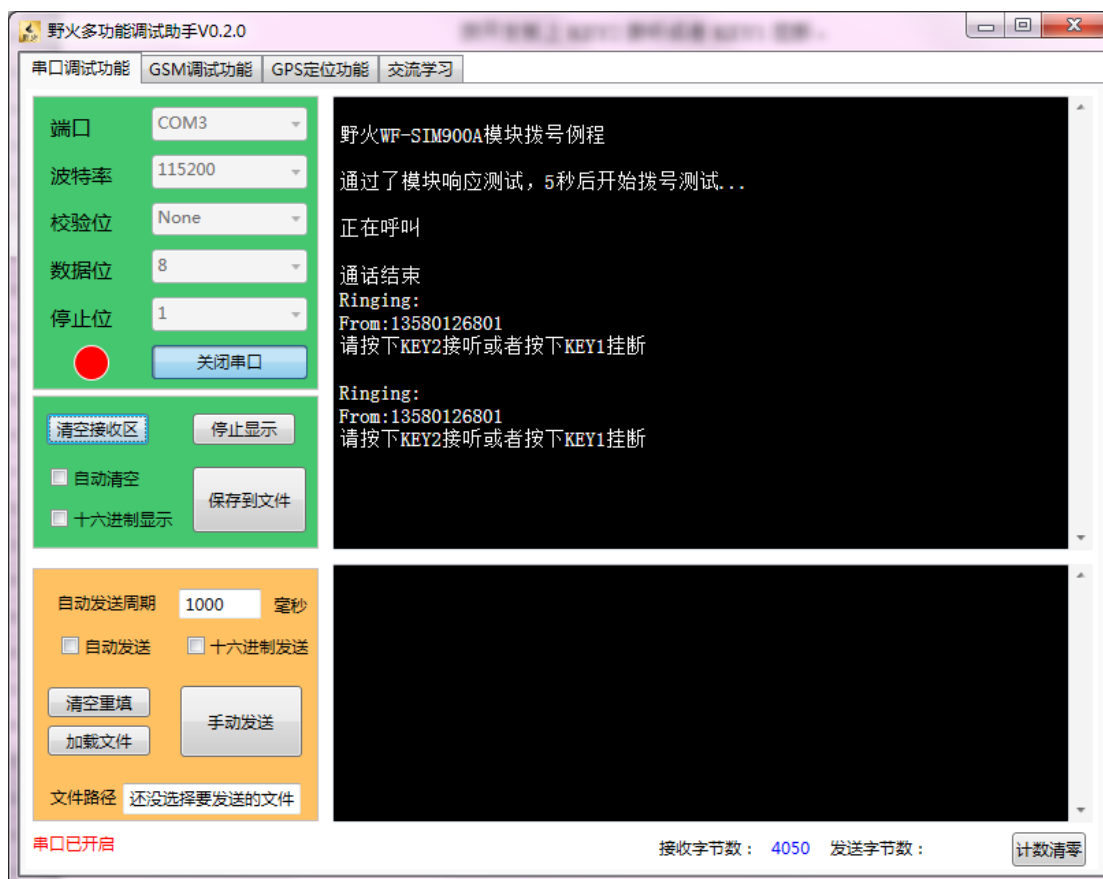 野火多功能调试助手V0.2.0
串口调试功能 GSM调试功能 GPS定位功能 交流学习
端口 COM3
波特率 115200
校验位 None
数据位 8
停止位 1
关闭串口
清空接收区 停止显示
自动清空
保存到文件
十六进制显示
野火WF-SIM900A模块拨号例程
通过了模块响应测试，5秒后开始拨号测试...
正在呼叫
通话结束
Ringing:
From:13580126801
请按下KEY2接听或者按下KEY1挂断
Ringing:
From:13580126801
请按下KEY2接听或者按下KEY1挂断
自动发送周期 1000 毫秒
自动发送 十六进制发送
清空重填
手动发送
加载文件
文件路径 还没选择要发送的文件
串口已开启
接收字节数： 4050 发送字节数：
计数清零